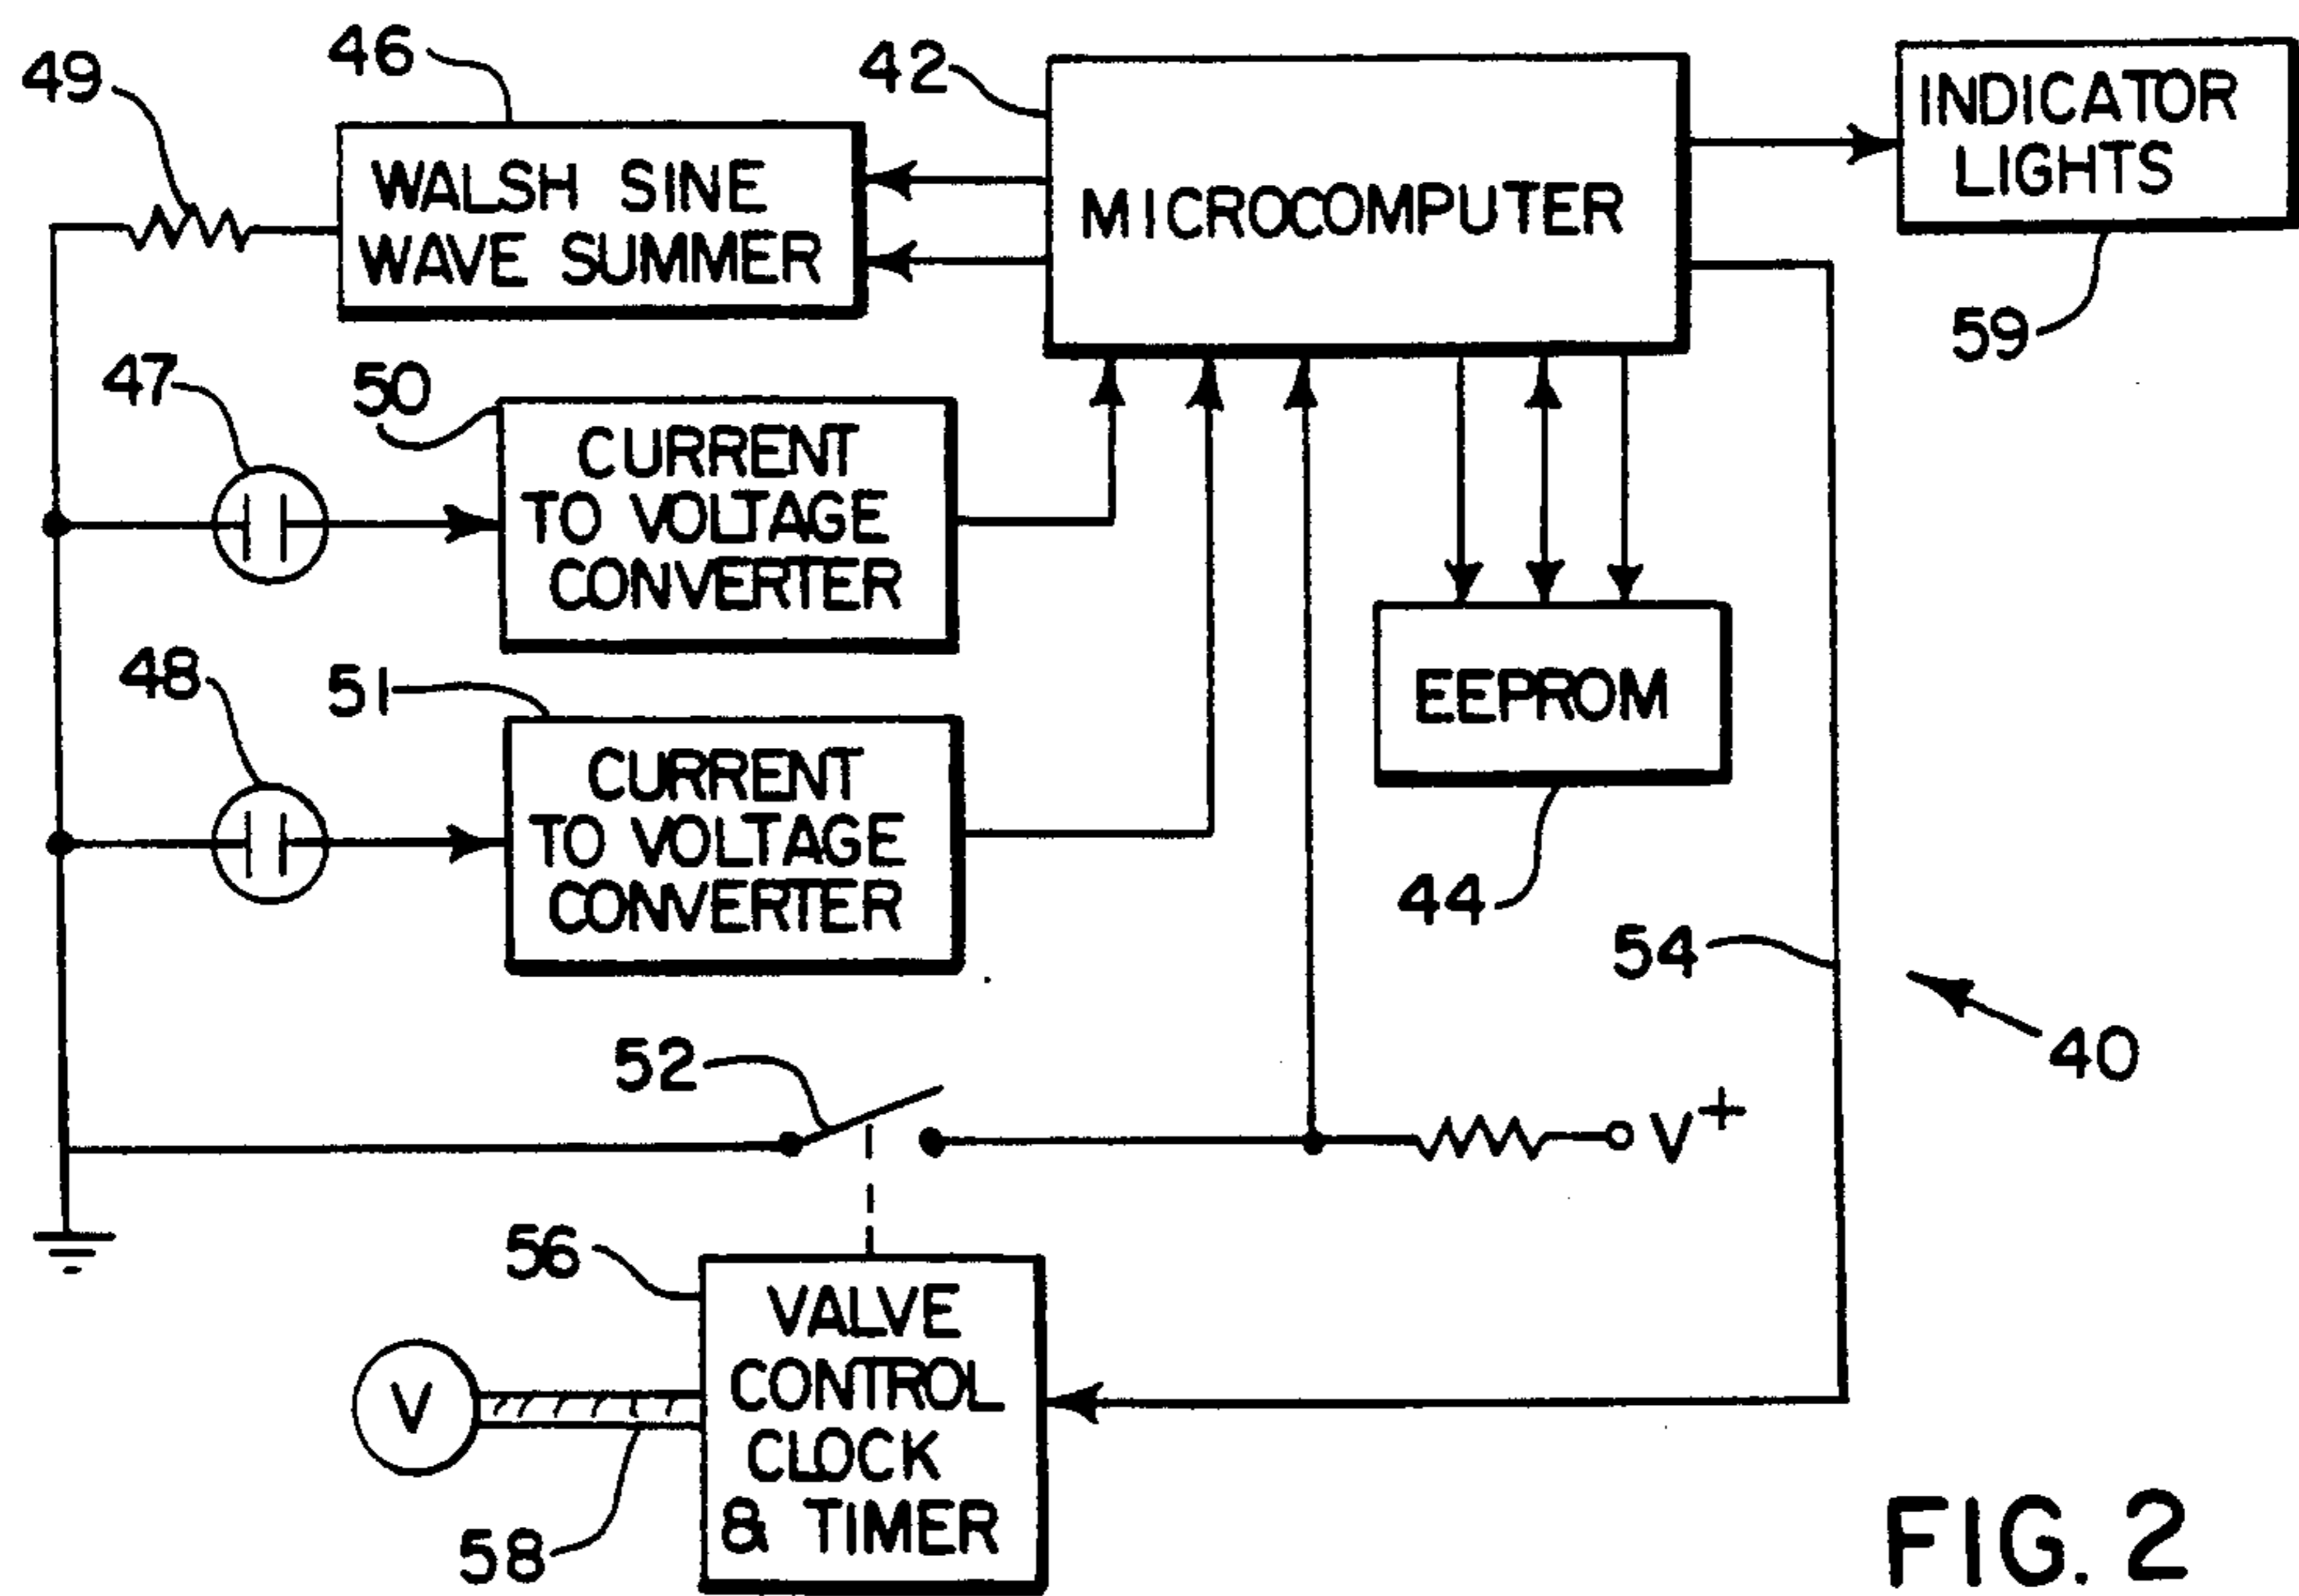 49
46
42
WALSH SINE
WAVE SUMMER
MICROCOMPUTER
INDICATOR
LIGHTS
59
47
50
CURRENT
TO VOLTAGE
CONVERTER
48
51
CURRENT
TO VOLTAGE
CONVERTER
EEPROM
44
54
40
52
V+
56
VALVE
CONTROL
CLOCK
& TIMER
V
58
FIG. 2